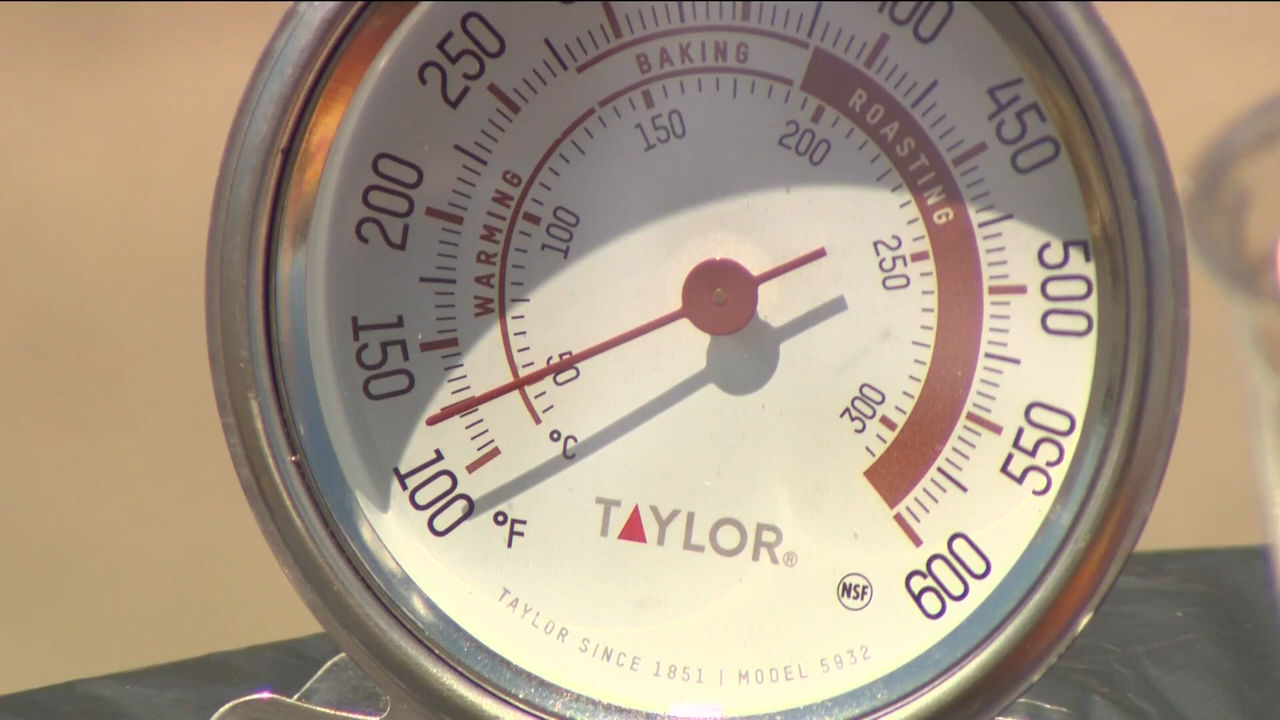 100
150
200
250
400
450
500
550
600
°F
WARMING
BAKING
ROASTING
50
100
150
200
250
300
°C
TAYLOR®
NSF
TAYLOR SINCE 1851 | MODEL 5932